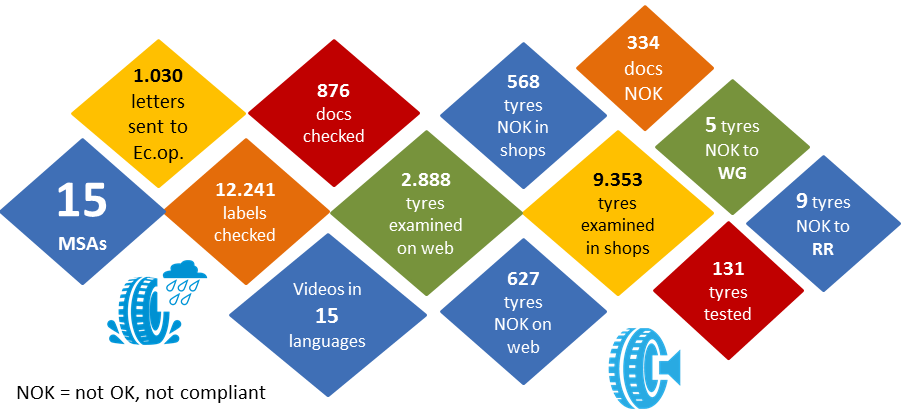 1.030
letters
sent to
Ec.op.
876
docs
checked
568
tyres
NOK in
shops
334
docs
NOK
5 tyres
NOK to
WG
15
MSAs
12.241
labels
checked
2.888
tyres
examined
on web
9.353
tyres
examined
in shops
9 tyres
NOK to
RR
Videos in
15
languages
627
tyres
NOK on
web
131
tyres
tested
NOK = not OK, not compliant